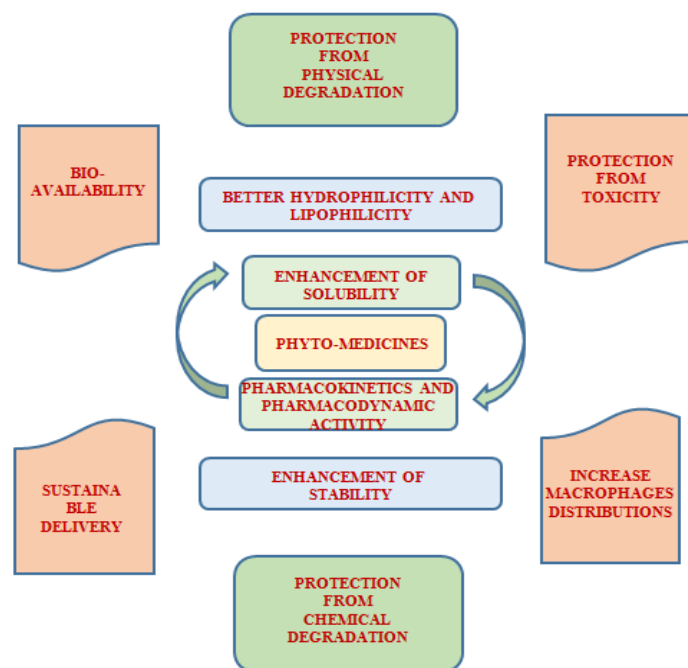 PROTECTION
FROM
PHYSICAL
DEGRADATION
BIO-
AVAILABILITY
PROTECTION
FROM
TOXICITY
BETTER HYDROPHILICITY AND
LIPOPHILICITY
ENHANCEMENT OF
SOLUBILITY
PHYTO-MEDICINES
PHARMACOKINETICS AND
PHARMACODYNAMIC
ACTIVITY
SUSTAINA
BLE
DELIVERY
ENHANCEMENT OF
STABILITY
INCREASE
MACROPHAGES
DISTRIBUTIONS
PROTECTION
FROM
CHEMICAL
DEGRADATION